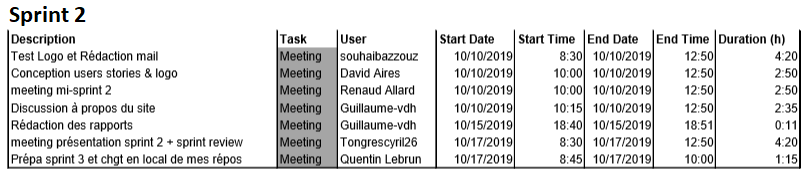 Sprint 2
Description Task User Start Date Start Time End Date End Time Duration (h)
Test Logo et Rédaction mail Meeting souhaibazzouz 10/10/2019 8:30 10/10/2019 12:50 4:20
Conception users stories & logo Meeting David Aires 10/10/2019 10:00 10/10/2019 12:50 2:50
meeting mi-sprint 2 Meeting Renaud Allard 10/10/2019 10:00 10/10/2019 12:50 2:50
Discussion à propos du site Meeting Guillaume-vdh 10/10/2019 10:15 10/10/2019 12:50 2:35
Rédaction des rapports Meeting Guillaume-vdh 10/15/2019 18:40 10/15/2019 18:51 0:11
meeting présentation sprint 2 + sprint review Meeting Tongrescyril26 10/17/2019 8:30 10/17/2019 12:50 4:20
Prépa sprint 3 et chgt en local de mes répos Meeting Quentin Lebrun 10/17/2019 8:45 10/17/2019 10:00 1:15